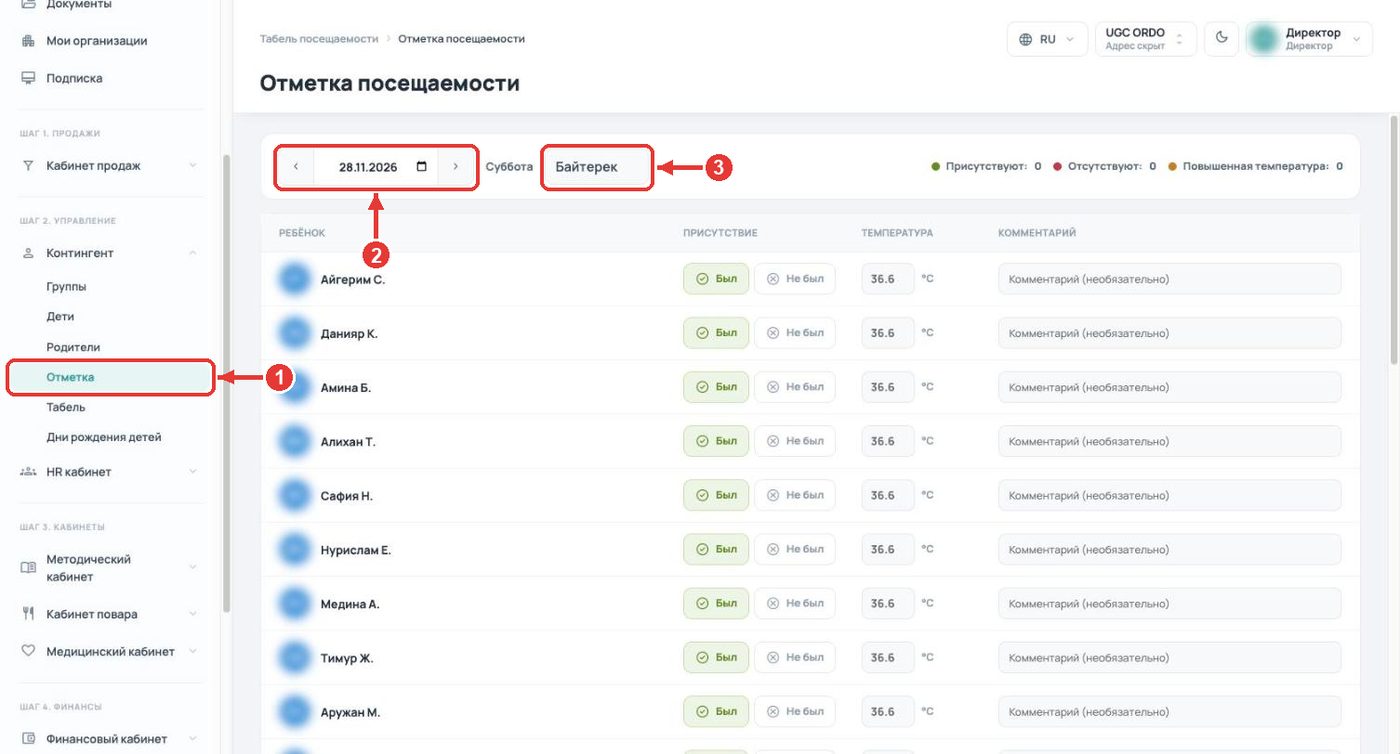 Документы
Мои организации
Подписка
ШАГ 1. ПРОДАЖИ
Кабинет продаж
ШАГ 2. УПРАВЛЕНИЕ
Контингент
Группы
Дети
Родители
Отметка
1
Табель
Дни рождения детей
HR кабинет
ШАГ 3. КАБИНЕТЫ
Методический
кабинет
Кабинет повара
Медицинский кабинет
ШАГ 4. ФИНАНСЫ
Финансовый кабинет
Табель посещаемости > Отметка посещаемости
RU
UGC ORDO
Адрес скрыт
Директор
Директор
Отметка посещаемости
28.11.2026
Суббота
Байтерек
3
Присутствуют: 0
Отсутствуют: 0
Повышенная температура: 0
2
РЕБЁНОК ПРИСУТСТВИЕ ТЕМПЕРАТУРА КОММЕНТАРИЙ
Айгерим С. Был Не был 36.6 °C Комментарий (необязательно)
Данияр К. Был Не был 36.6 °C Комментарий (необязательно)
Амина Б. Был Не был 36.6 °C Комментарий (необязательно)
Алихан Т. Был Не был 36.6 °C Комментарий (необязательно)
Сафия Н. Был Не был 36.6 °C Комментарий (необязательно)
Нурислам Е. Был Не был 36.6 °C Комментарий (необязательно)
Медина А. Был Не был 36.6 °C Комментарий (необязательно)
Тимур Ж. Был Не был 36.6 °C Комментарий (необязательно)
Аружан М. Был Не был 36.6 °C Комментарий (необязательно)